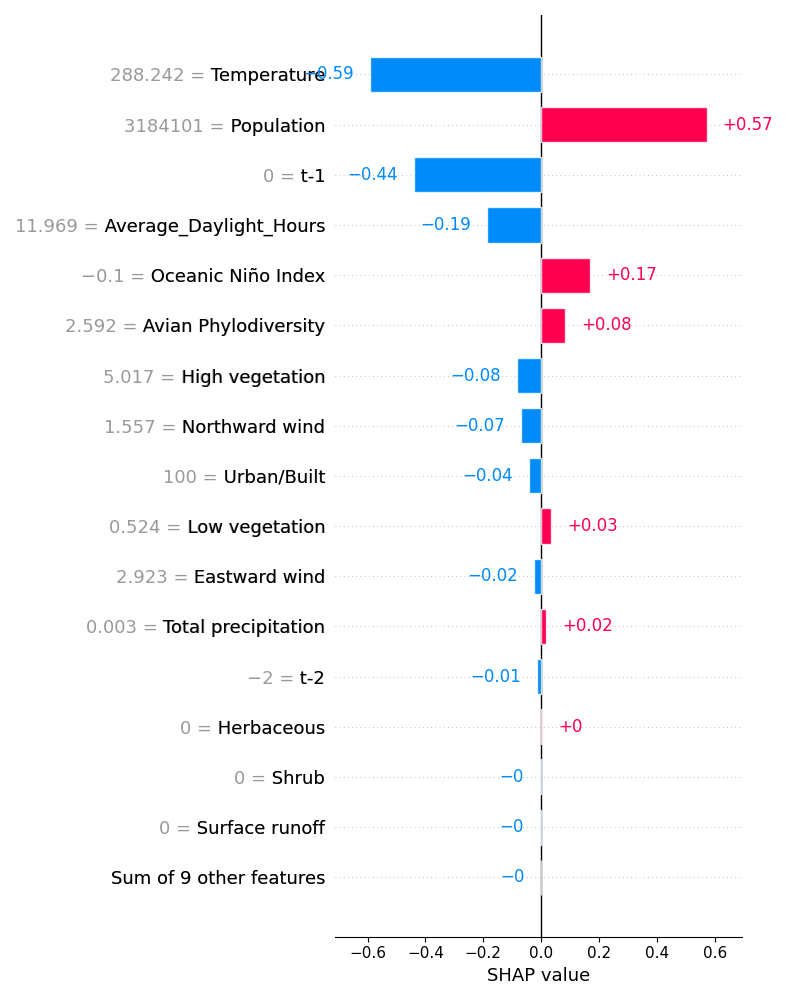 288.242 = Temperature −0.59
3184101 = Population +0.57
0 = t-1 −0.44
11.969 = Average_Daylight_Hours −0.19
−0.1 = Oceanic Niño Index +0.17
2.592 = Avian Phylodiversity +0.08
5.017 = High vegetation −0.08
1.557 = Northward wind −0.07
100 = Urban/Built −0.04
0.524 = Low vegetation +0.03
2.923 = Eastward wind −0.02
0.003 = Total precipitation +0.02
−2 = t-2 −0.01
0 = Herbaceous +0
0 = Shrub −0
0 = Surface runoff −0
Sum of 9 other features −0
−0.6 −0.4 −0.2 0.0 0.2 0.4 0.6
SHAP value